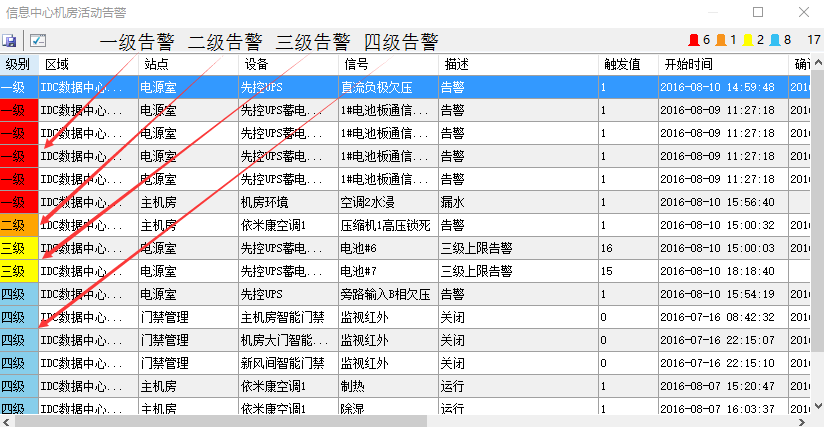 信息中心机房活动告警
一级告警 二级告警 三级告警 四级告警 6 1 2 8 17
级别 区域 站点 设备 信号 描述 触发值 开始时间 确认
一级 IDC数据中心... 电源室 先控UPS 直流负极欠压 告警 1 2016-08-10 14:59:48 2016
一级 IDC数据中心... 电源室 先控UPS蓄电... 1#电池板通信... 告警 1 2016-08-09 11:27:18 2016
一级 IDC数据中心... 电源室 先控UPS蓄电... 1#电池板通信... 告警 1 2016-08-09 11:27:18 2016
一级 IDC数据中心... 电源室 先控UPS蓄电... 1#电池板通信... 告警 1 2016-08-09 11:27:18 2016
一级 IDC数据中心... 电源室 先控UPS蓄电... 1#电池板通信... 告警 1 2016-08-09 11:27:18 2016
一级 IDC数据中心... 主机房 机房环境 空调2水浸 漏水 1 2016-08-10 15:56:40
二级 IDC数据中心... 主机房 依米康空调1 压缩机1高压锁死 告警 1 2016-08-10 15:00:32 2016
三级 IDC数据中心... 电源室 先控UPS蓄电... 电池#6 三级上限告警 16 2016-08-10 15:00:03 2016
三级 IDC数据中心... 电源室 先控UPS蓄电... 电池#7 三级上限告警 15 2016-08-10 18:18:40
四级 IDC数据中心... 电源室 先控UPS 旁路输入B相欠压 告警 1 2016-08-10 15:54:19 2016
四级 IDC数据中心... 门禁管理 主机房智能门禁 监视红外 关闭 0 2016-07-16 08:42:32 2016
四级 IDC数据中心... 门禁管理 机房大门智能... 监视红外 关闭 0 2016-07-16 22:15:07 2016
四级 IDC数据中心... 门禁管理 新风间智能门禁 监视红外 关闭 0 2016-07-16 22:15:10 2016
四级 IDC数据中心... 主机房 依米康空调1 制热 运行 1 2016-08-07 15:20:47 2016
四级 IDC数据中心... 主机房 依米康空调1 除湿 运行 1 2016-08-07 16:03:37 2016